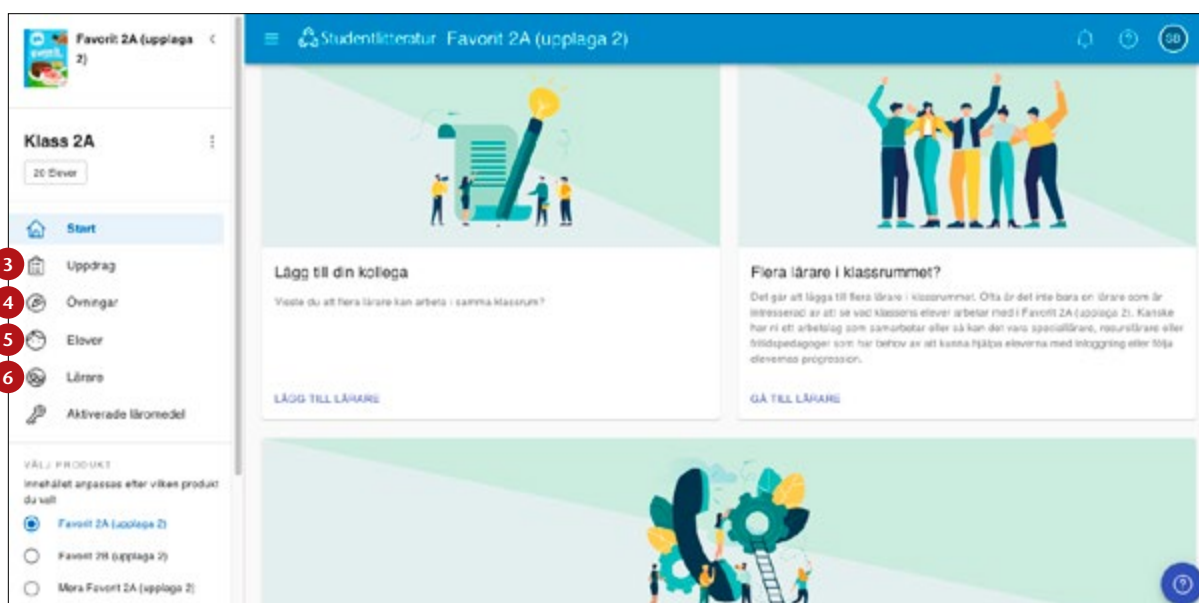 Favorit 2A (upplaga
2)
Studentlitteratur Favorit 2A (upplaga 2)
SB
Klass 2A
20 Elever
Start
3 Uppdrag
4 Övningar
5 Elever
6 Lärare
Aktiverade läromedel
VÄLJ PRODUKT
Innehållet anpassas efter vilken produkt
du valt
Favorit 2A (upplaga 2)
Favorit 2B (upplaga 2)
Mera Favorit 2A (upplaga 2)
Lägg till din kollega
Visste du att flera lärare kan arbeta i samma klassrum?
LÄGG TILL LÄRARE
Flera lärare i klassrummet?
Det går att lägga till flera lärare i klassrummet. Ofta är det inte bara en lärare som är
intresserad av att se vad klassens elever arbetar med i Favorit 2A (upplaga 2). Kanske
har ni ett arbetslag som samarbetar eller så kan det vara speciallärare, resurslärare eller
fritidspedagoger som har behov av att kunna hjälpa eleverna med inloggning eller följa
elevernas progression.
GÅ TILL LÄRARE